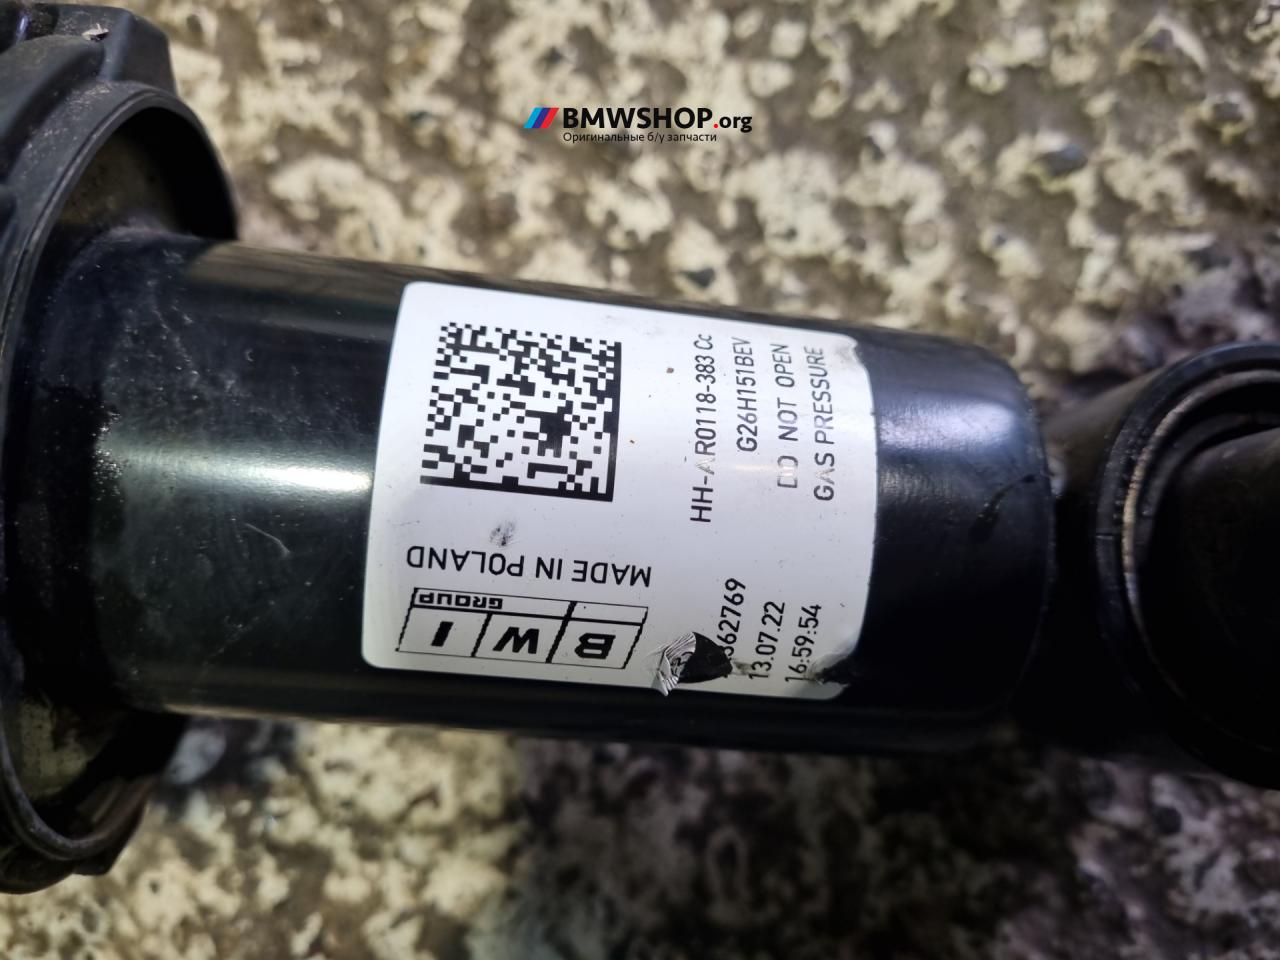 BMWSHOP.org
Оригинальные б/у запчасти
HH-AR0118-383 Cc
G26H151BEV
DO NOT OPEN
GAS PRESSURE
MADE IN POLAND
BWI
GROUP
362769
13.07.22
16:59:54